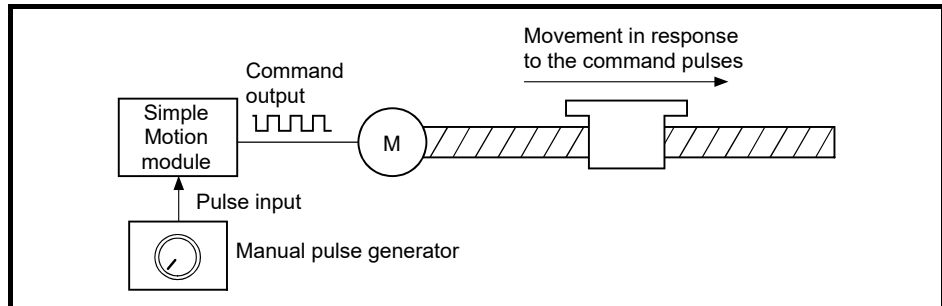 Movement in response
to the command pulses
Command
output
Simple
Motion
module
M
Pulse input
Manual pulse generator